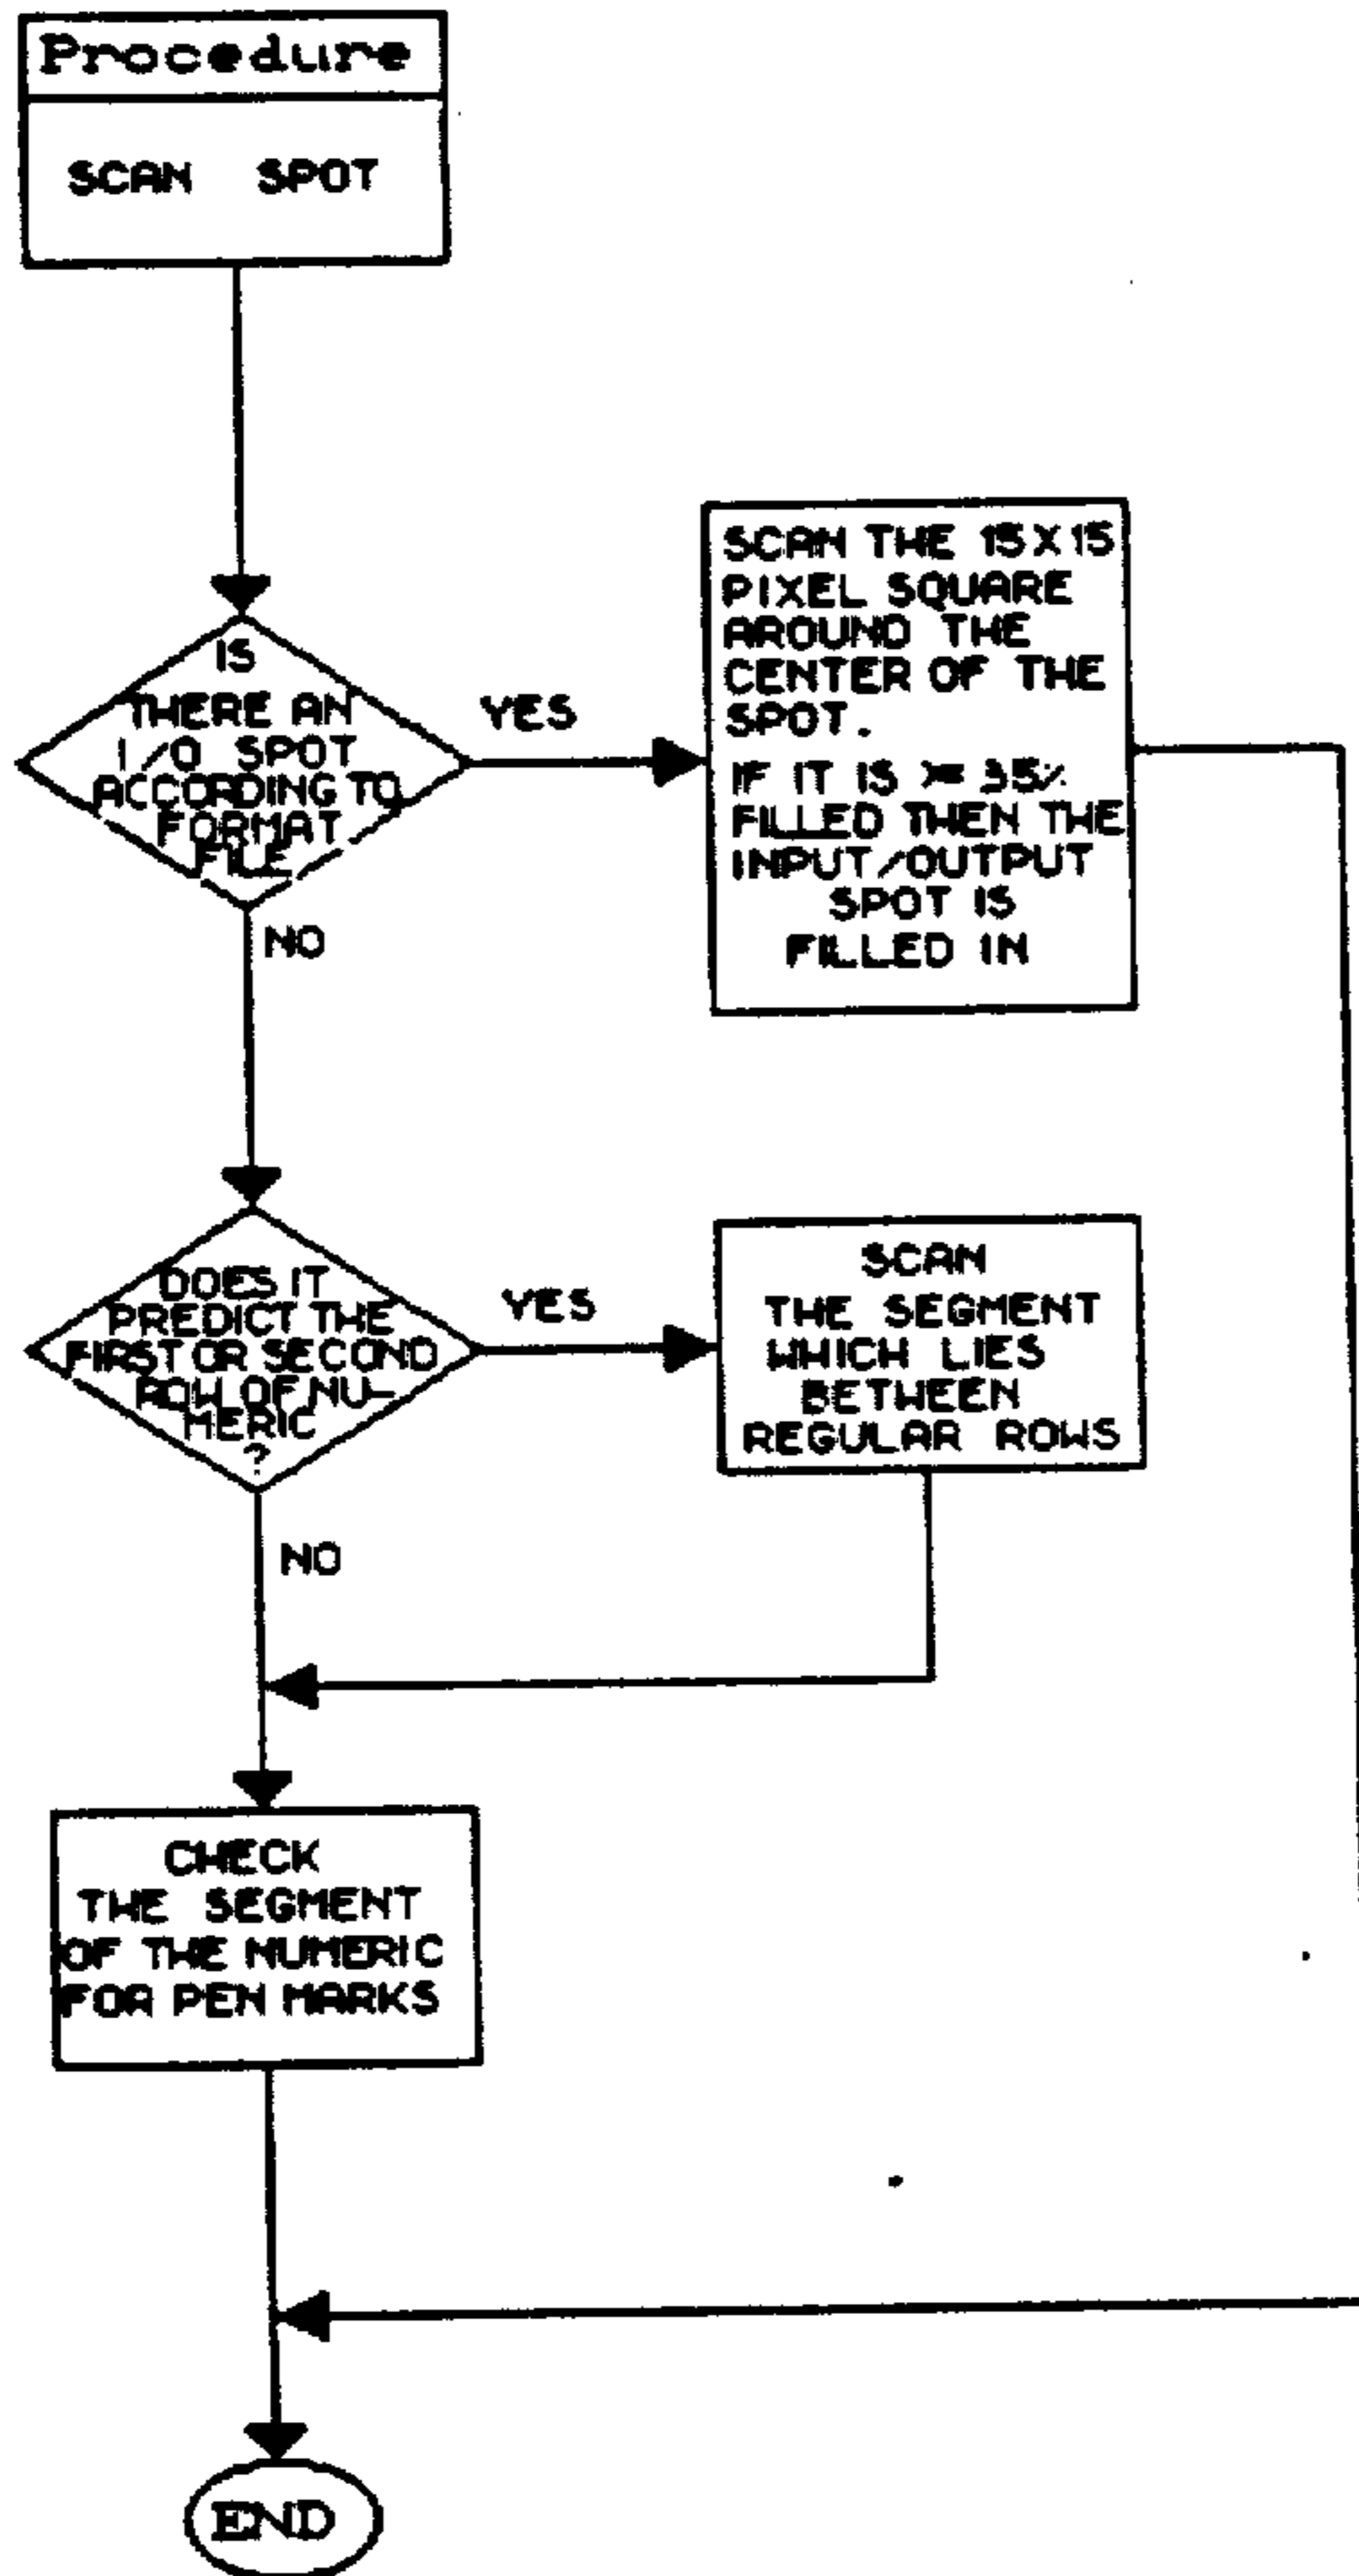 Procedure
SCAN SPOT
IS
THERE AN
I/O SPOT
ACCORDING TO
FORMAT
FILE
YES
SCAN THE 15X15
PIXEL SQUARE
AROUND THE
CENTER OF THE
SPOT.
IF IT IS >= 35%
FILLED THEN THE
INPUT/OUTPUT
SPOT IS
FILLED IN
NO
DOES IT
PREDICT THE
FIRST OR SECOND
ROW OF NU-
MERIC
?
YES
SCAN
THE SEGMENT
WHICH LIES
BETWEEN
REGULAR ROWS
NO
CHECK
THE SEGMENT
OF THE NUMERIC
FOR PEN MARKS
END